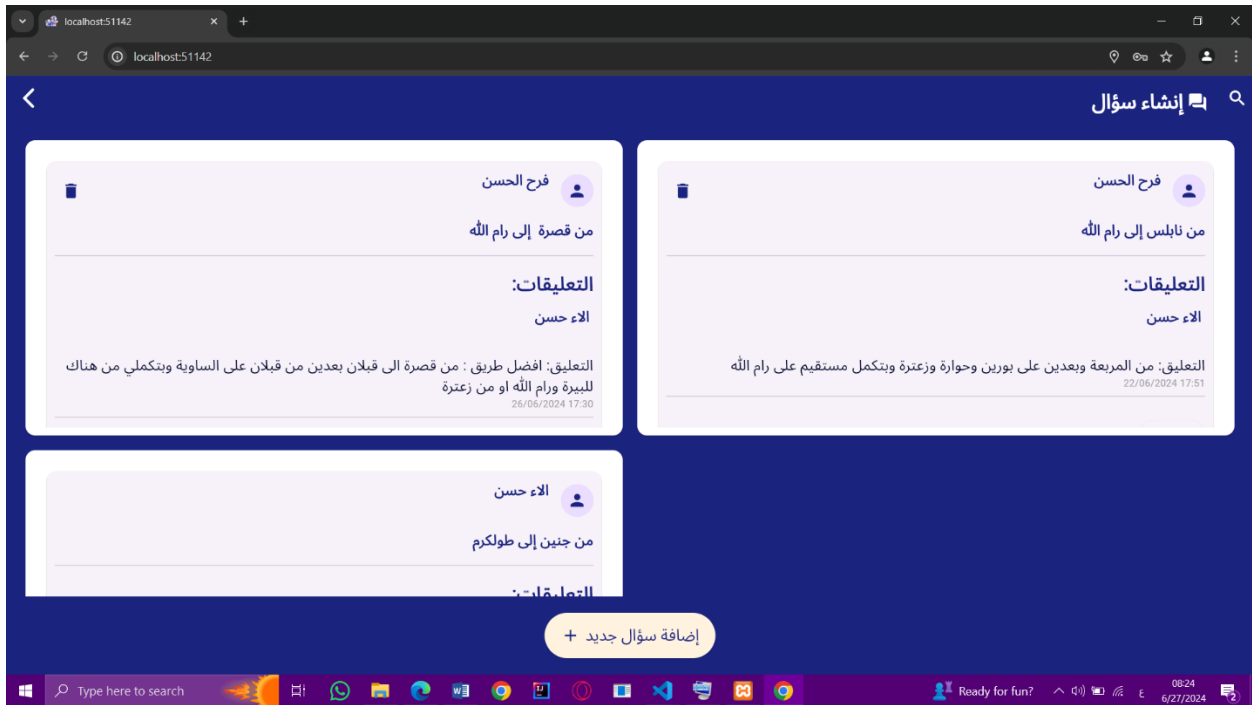 localhost:51142
localhost:51142
إنشاء سؤال
فرح الحسن
من نابلس إلى رام الله
التعليقات:
الاء حسن
التعليق: من المربعة وبعدين على بورين وحوارة وزعترة وبتكمل مستقيم على رام الله
22/06/2024 17:51
فرح الحسن
من قصرة إلى رام الله
التعليقات:
الاء حسن
التعليق: افضل طريق : من قصرة الى قبلان بعدين من قبلان على الساوية وبتكملي من هناك
للبيرة ورام الله او من زعترة
26/06/2024 17:30
الاء حسن
من جنين إلى طولكرم
التعليقات:
إضافة سؤال جديد +
Type here to search
Ready for fun?
ع
08:24
6/27/2024
2